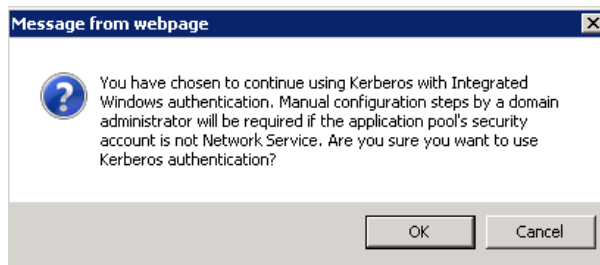 Message from webpage
You have chosen to continue using Kerberos with Integrated
Windows authentication. Manual configuration steps by a domain
administrator will be required if the application pool's security
account is not Network Service. Are you sure you want to use
Kerberos authentication?
OK Cancel